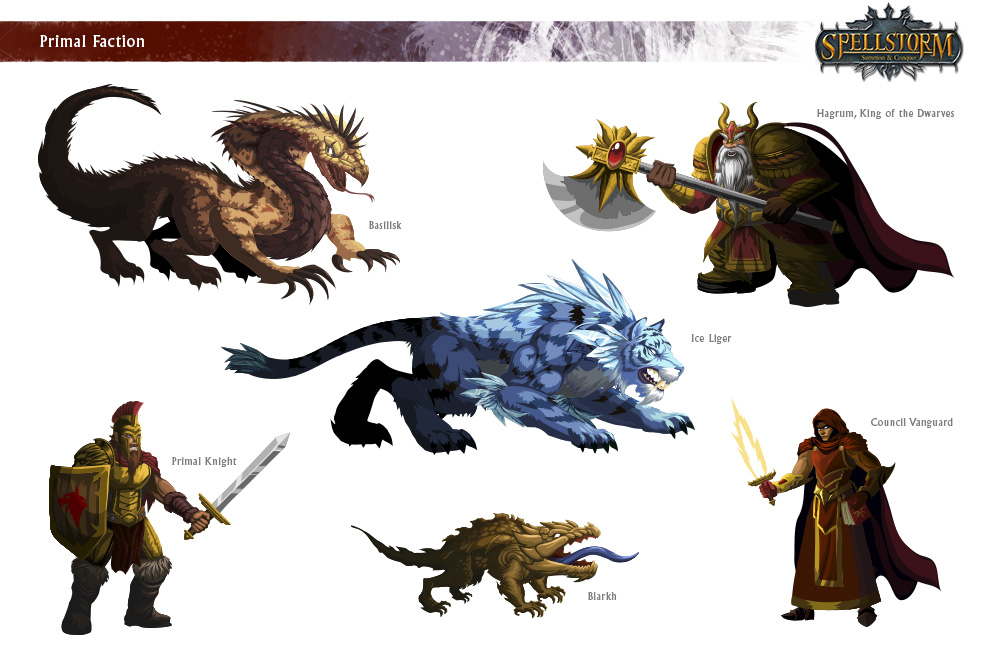 Primal Faction
SPELLSTORM
Summon & Conquer
Hagrum, King of the Dwarves
Basilisk
Ice Liger
Council Vanguard
Primal Knight
Blarkh